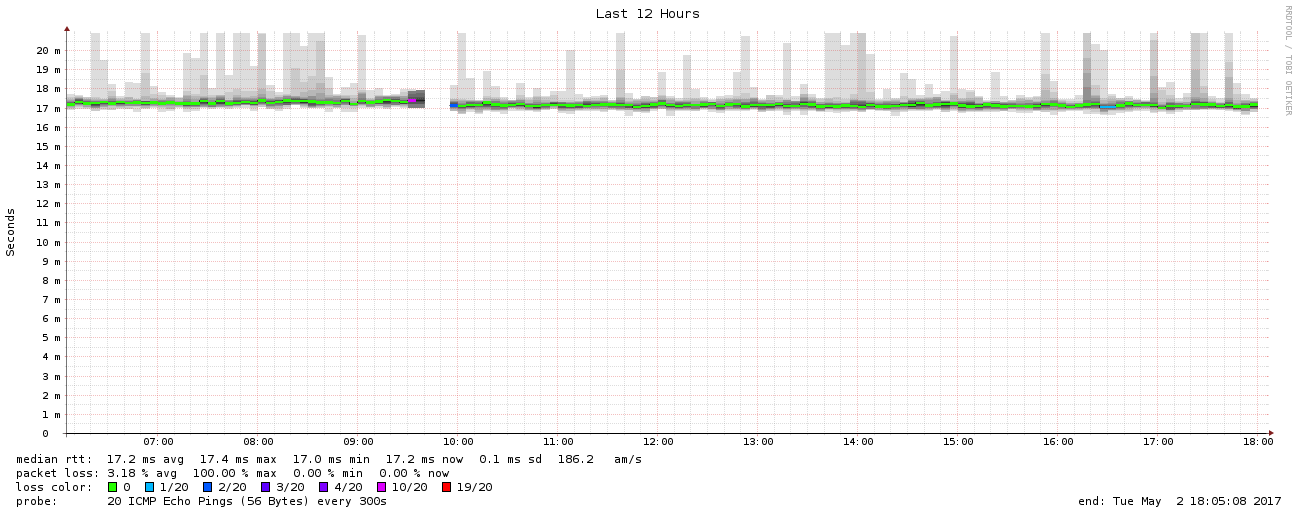 Last 12 Hours
RRDTOOL / TOBI OETIKER
Seconds
20 m
19 m
18 m
17 m
16 m
15 m
14 m
13 m
12 m
11 m
10 m
9 m
8 m
7 m
6 m
5 m
4 m
3 m
2 m
1 m
0
07:00 08:00 09:00 10:00 11:00 12:00 13:00 14:00 15:00 16:00 17:00 18:00
median rtt: 17.2 ms avg 17.4 ms max 17.0 ms min 17.2 ms now 0.1 ms sd 186.2 am/s
packet loss: 3.18 % avg 100.00 % max 0.00 % min 0.00 % now
loss color: 0 1/20 2/20 3/20 4/20 10/20 19/20
probe: 20 ICMP Echo Pings (56 Bytes) every 300s end: Tue May 2 18:05:08 2017